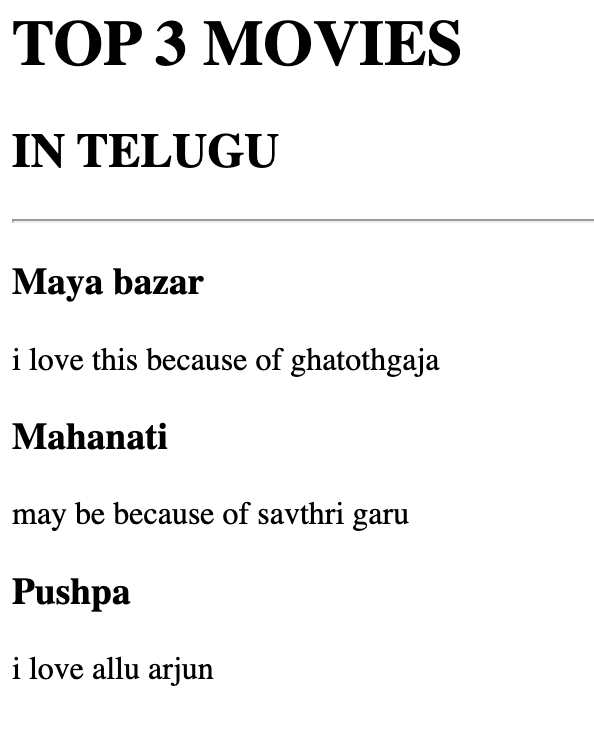 TOP 3 MOVIES
IN TELUGU
Maya bazar
i love this because of ghatothgaja
Mahanati
may be because of savthri garu
Pushpa
i love allu arjun